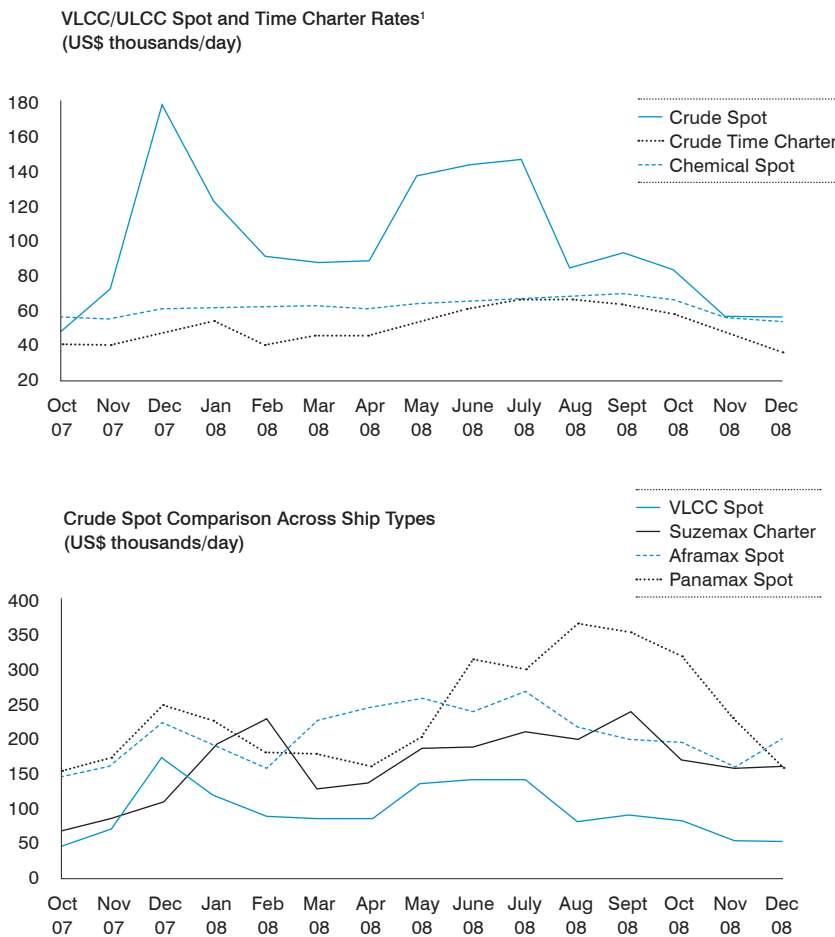 VLCC/ULCC Spot and Time Charter Rates¹
(US$ thousands/day)
180
160
140
120
100
80
60
40
20
Crude Spot
Crude Time Charter
Chemical Spot
Oct Nov Dec Jan Feb Mar Apr May June July Aug Sept Oct Nov Dec
07 07 07 08 08 08 08 08 08 08 08 08 08 08 08
Crude Spot Comparison Across Ship Types
(US$ thousands/day)
VLCC Spot
Suzemax Charter
Aframax Spot
Panamax Spot
400
350
300
250
200
150
100
50
0
Oct Nov Dec Jan Feb Mar Apr May June July Aug Sept Oct Nov Dec
07 07 07 08 08 08 08 08 08 08 08 08 08 08 08